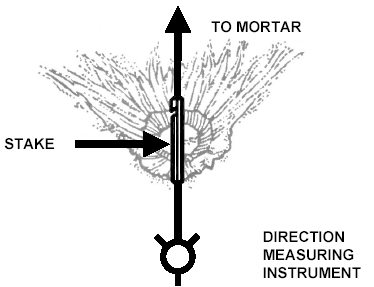 TO MORTAR
STAKE
DIRECTION
MEASURING
INSTRUMENT